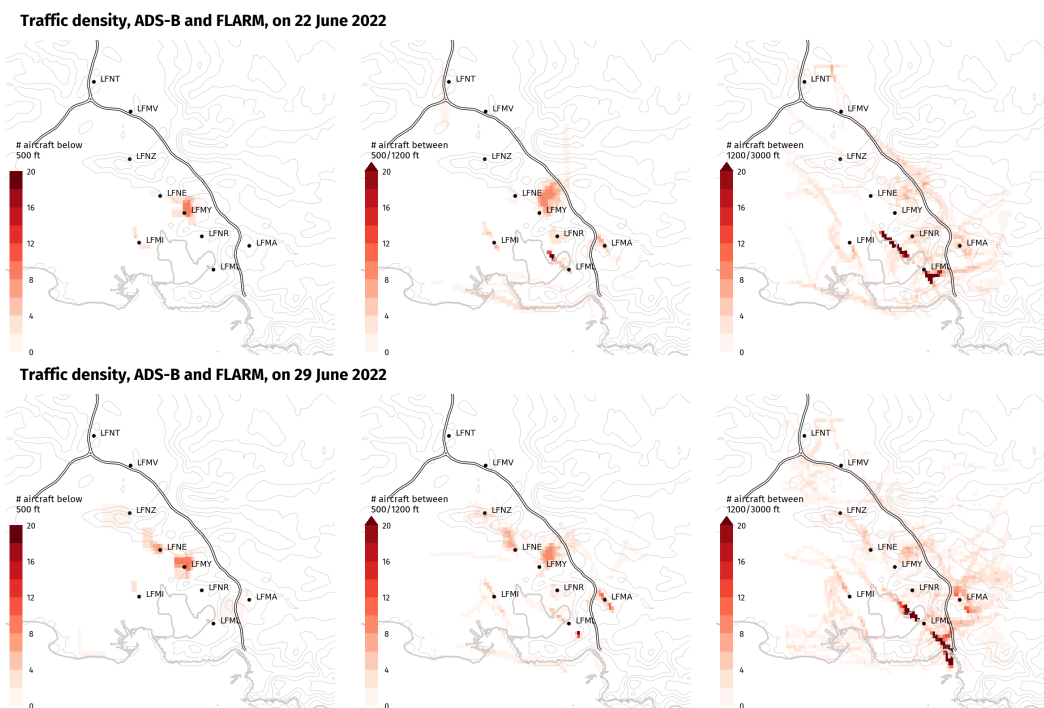 Traffic density, ADS-B and FLARM, on 22 June 2022
LFNT
LFMV
# aircraft below
500 ft
LFNZ
20
LFNE
16
LFMY
LFNR
12
LFMI
LFMA
LFML
8
4
0
LFNT
LFMV
# aircraft between
500/1200 ft
LFNZ
20
LFNE
16
LFMY
LFNR
12
LFMI
LFMA
LFML
8
4
0
LFNT
LFMV
# aircraft between
1200/3000 ft
LFNZ
20
LFNE
16
LFMY
LFNR
12
LFMI
LFMA
LFML
8
4
0
Traffic density, ADS-B and FLARM, on 29 June 2022
LFNT
LFMV
# aircraft below
500 ft
LFNZ
20
LFNE
16
LFMY
LFNR
12
LFMI
LFMA
LFML
8
4
0
LFNT
LFMV
# aircraft between
500/1200 ft
LFNZ
20
LFNE
16
LFMY
LFNR
12
LFMI
LFMA
LFML
8
4
0
LFNT
LFMV
# aircraft between
1200/3000 ft
LFNZ
20
LFNE
16
LFMY
LFNR
12
LFMI
LFMA
LFML
8
4
0